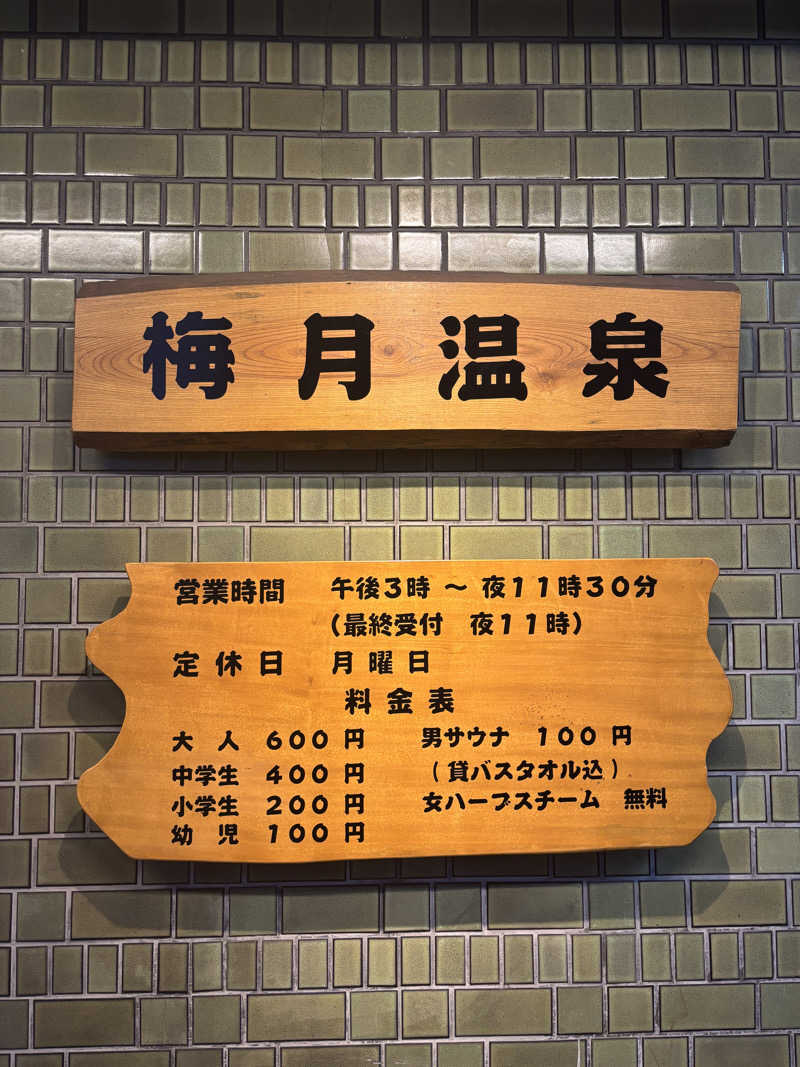 梅月温泉
営業時間 午後3時 ～ 夜11時30分
(最終受付 夜11時)
定休日 月曜日
料金表
大人 600円 男サウナ 100円
中学生 400円 (貸バスタオル込)
小学生 200円 女ハーブスチーム 無料
幼児 100円